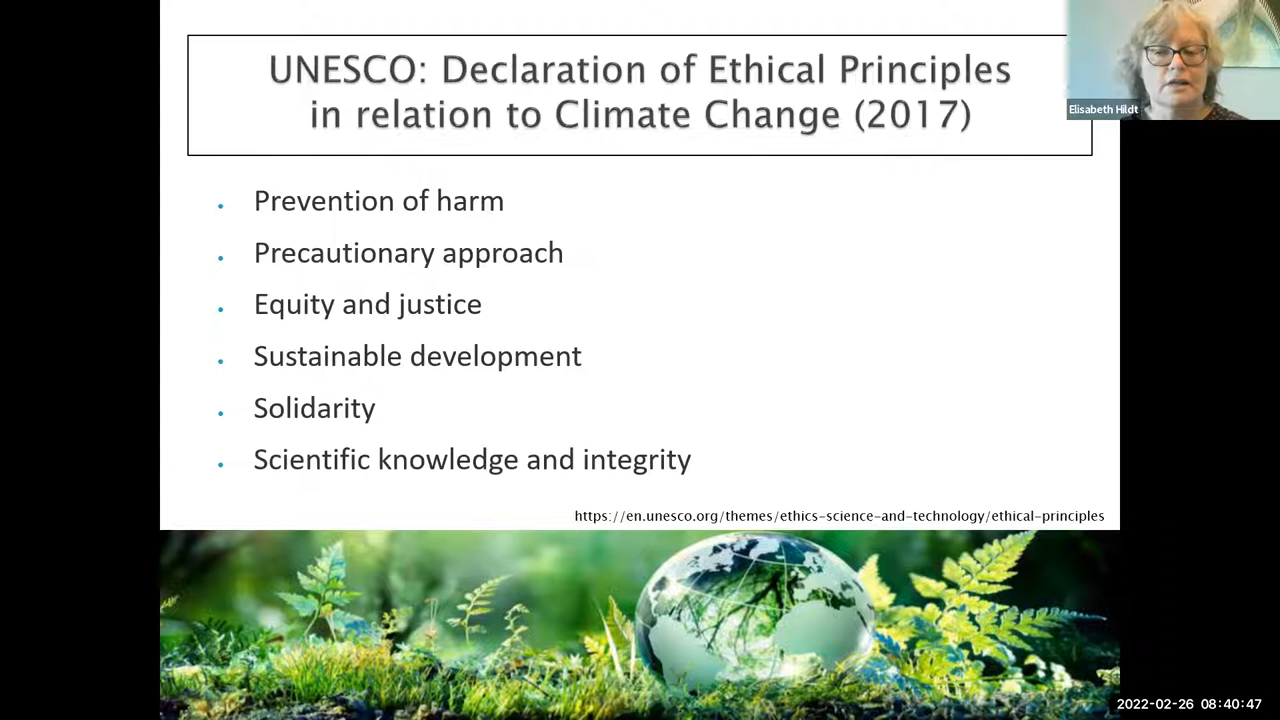 UNESCO: Declaration of Ethical Principles
in relation to Climate Change (2017)
Elisabeth Hildt
• Prevention of harm
• Precautionary approach
• Equity and justice
• Sustainable development
• Solidarity
• Scientific knowledge and integrity
https://en.unesco.org/themes/ethics-science-and-technology/ethical-principles
2022-02-26 08:40:47